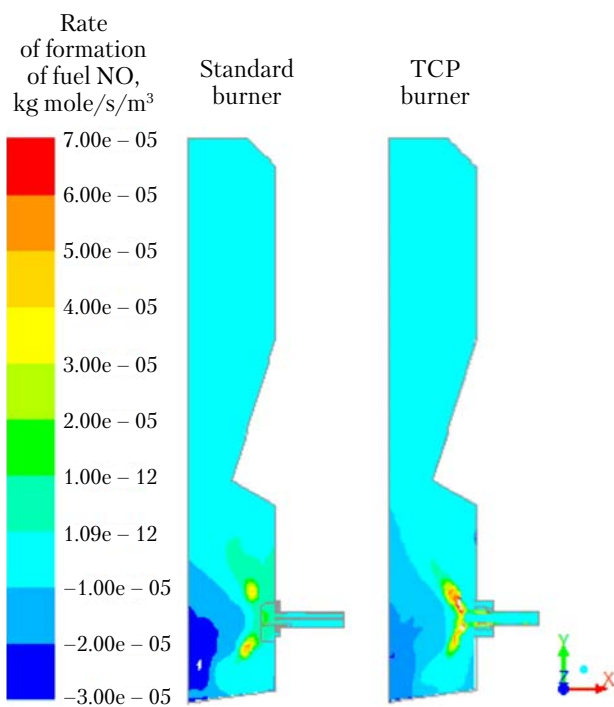 Rate
of formation
of fuel NO,
kg mole/s/m³
Standard
burner
TCP
burner
7.00e – 05
6.00e – 05
5.00e – 05
4.00e – 05
3.00e – 05
2.00e – 05
1.00e – 12
1.09e – 12
–1.00e – 05
–2.00e – 05
–3.00e – 05
Y
Z
X